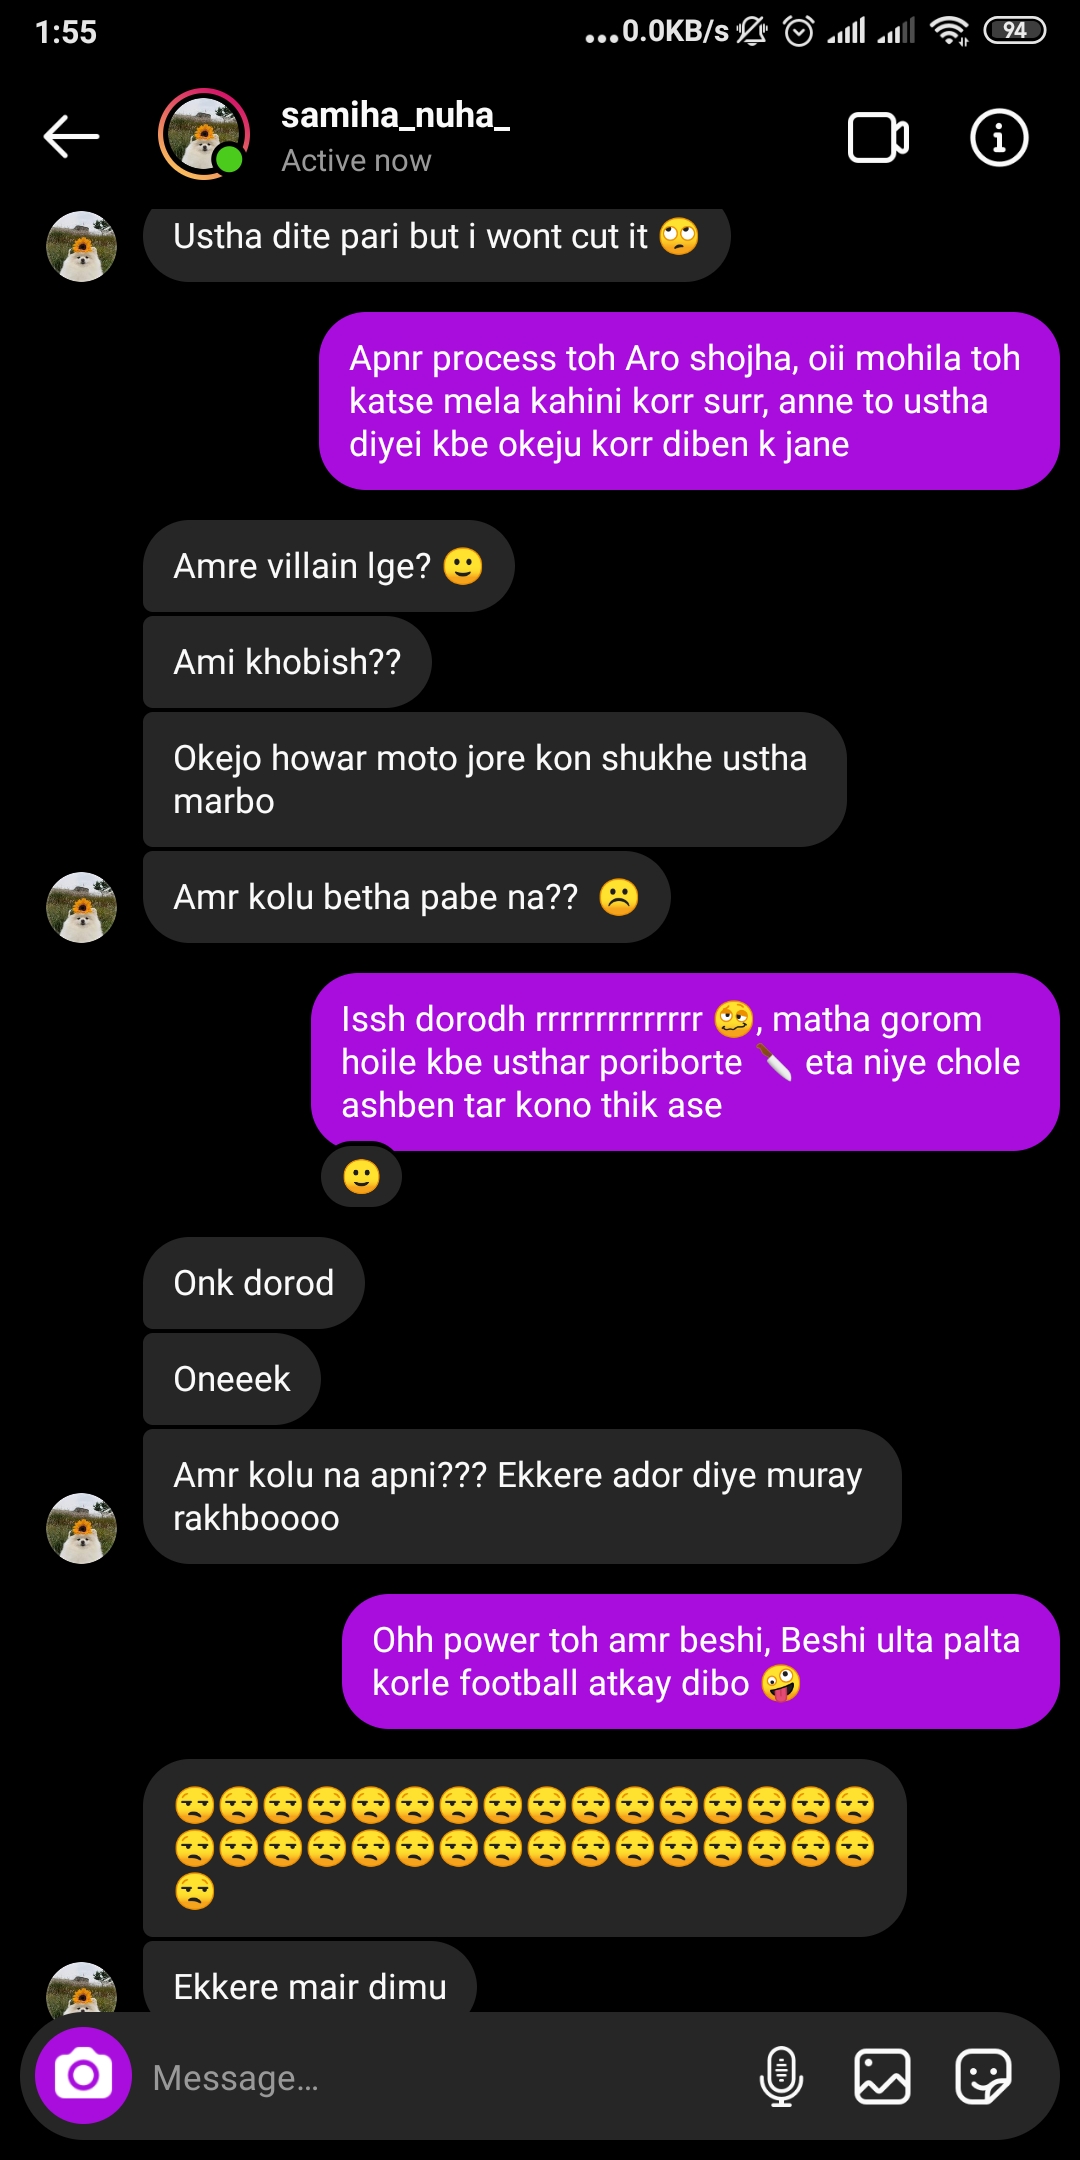 1:55
...0.0KB/s
94
samiha_nuha_
Active now
Ustha dite pari but i wont cut it 🙄
Apnr process toh Aro shojha, oii mohila toh
katse mela kahini korr surr, anne to ustha
diyei kbe okeju korr diben k jane
Amre villain lge? 🙂
Ami khobish??
Okejo howar moto jore kon shukhe ustha
marbo
Amr kolu betha pabe na?? ☹️
Issh dorodh rrrrrrrrrrrrrr 🥴, matha gorom
hoile kbe usthar poriborte 🔪 eta niye chole
ashben tar kono thik ase
🙂
Onk dorod
Oneeek
Amr kolu na apni??? Ekkere ador diye muray
rakhboooo
Ohh power toh amr beshi, Beshi ulta palta
korle football atkay dibo 🤪
😒😒😒😒😒😒😒😒😒😒😒😒😒😒😒😒
😒😒😒😒😒😒😒😒😒😒😒😒😒😒😒😒
😒
Ekkere mair dimu
Message...